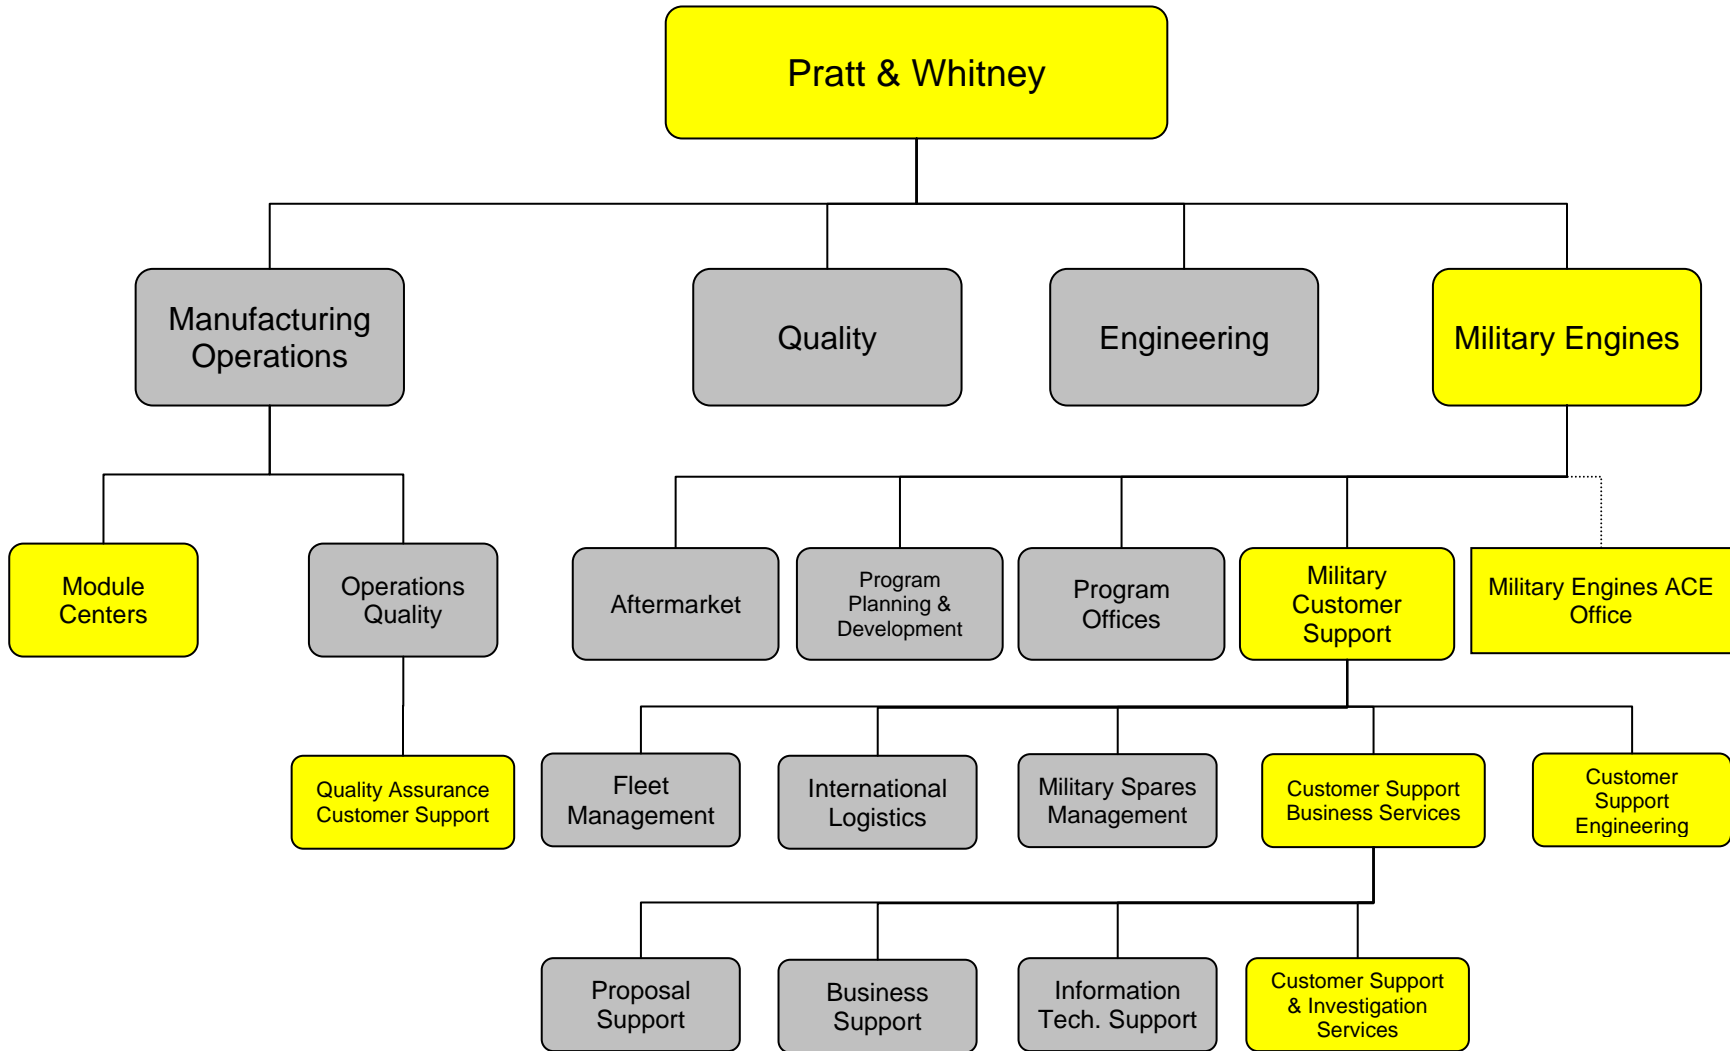 Pratt & Whitney
Manufacturing
Operations
Quality
Engineering
Military Engines
Module
Centers
Operations
Quality
Aftermarket
Program
Planning &
Development
Program
Offices
Military
Customer
Support
Military Engines ACE
Office
Quality Assurance
Customer Support
Fleet
Management
International
Logistics
Military Spares
Management
Customer Support
Business Services
Customer
Support
Engineering
Proposal
Support
Business
Support
Information
Tech. Support
Customer Support
& Investigation
Services